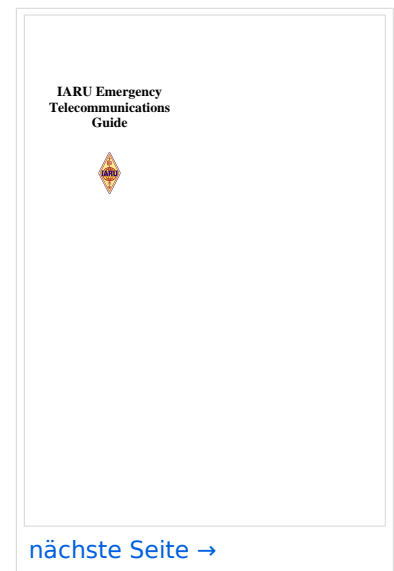 IARU Emergency
Telecommunications
Guide
IARU
nächste Seite →